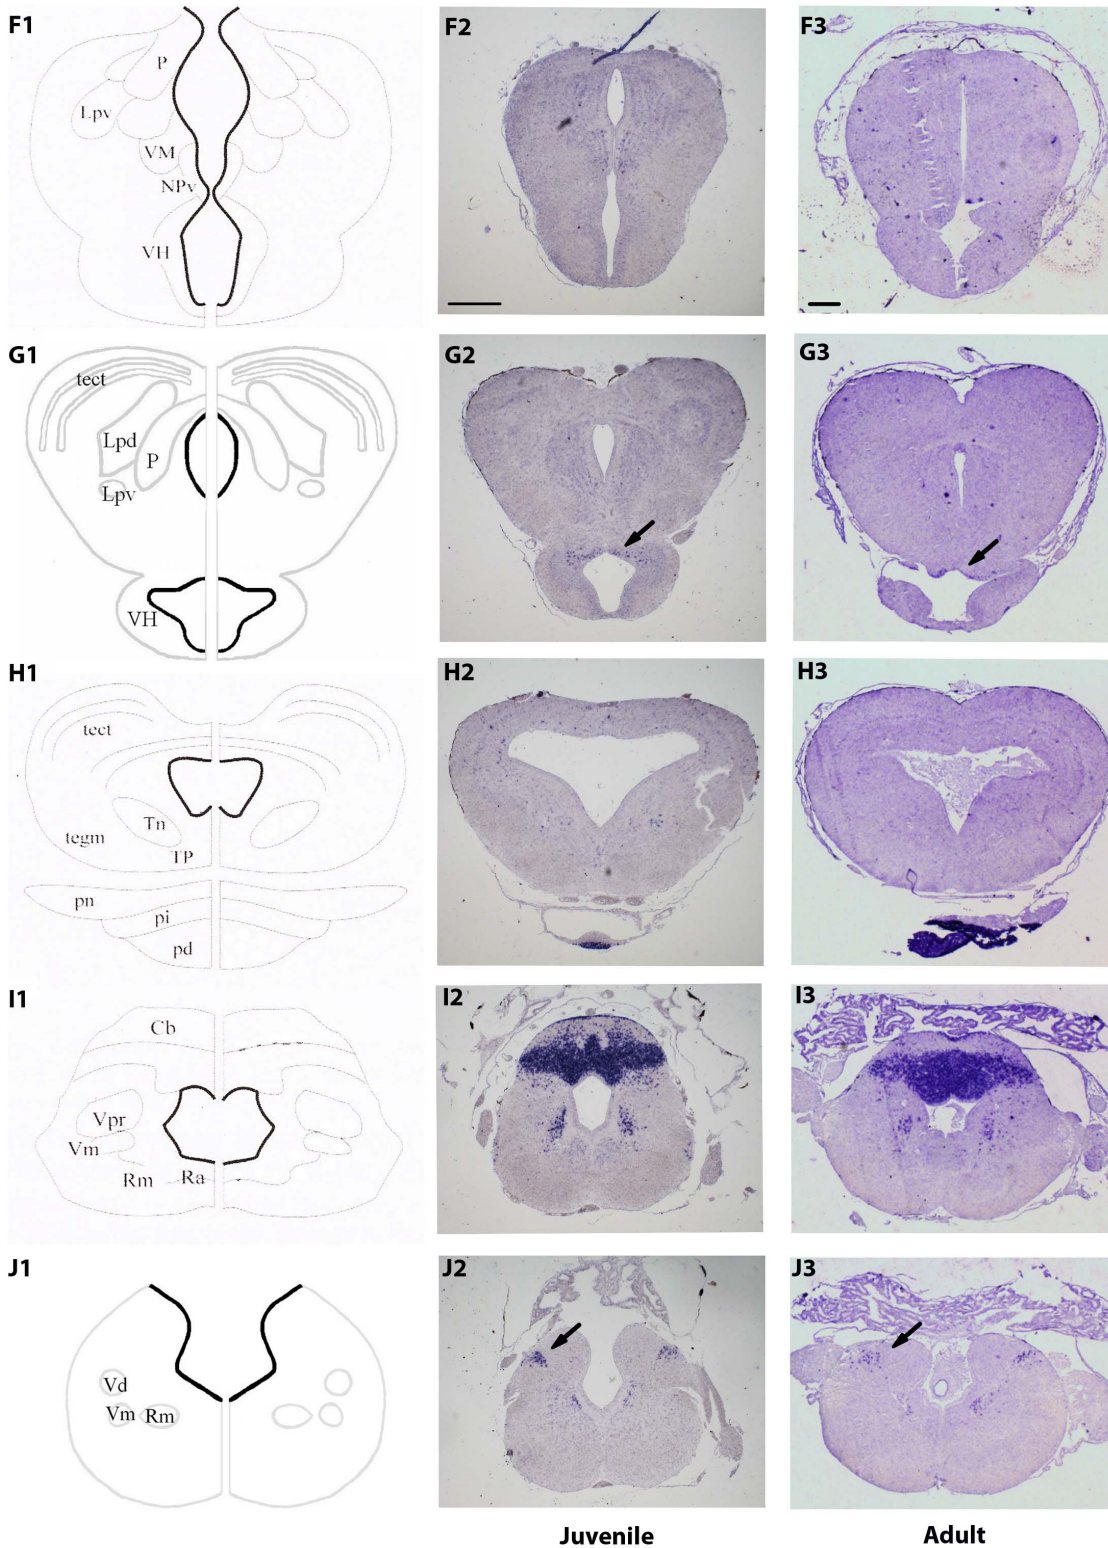 F1
F2
F3
P
Lpv
VM
NPv
VH
G1
G2
G3
tect
Lpd
P
Lpv
VH
H1
H2
H3
tect
Tn
tegm
TP
pn
pi
pd
I1
I2
I3
Cb
Vpr
Vm
Rm
Ra
J1
J2
J3
Vd
Vm
Rm
Juvenile
Adult